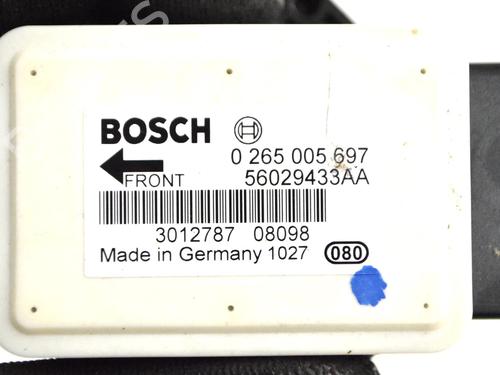 BOSCH
0 265 005 697
FRONT 56029433AA
3012787 08098
Made in Germany 1027 080